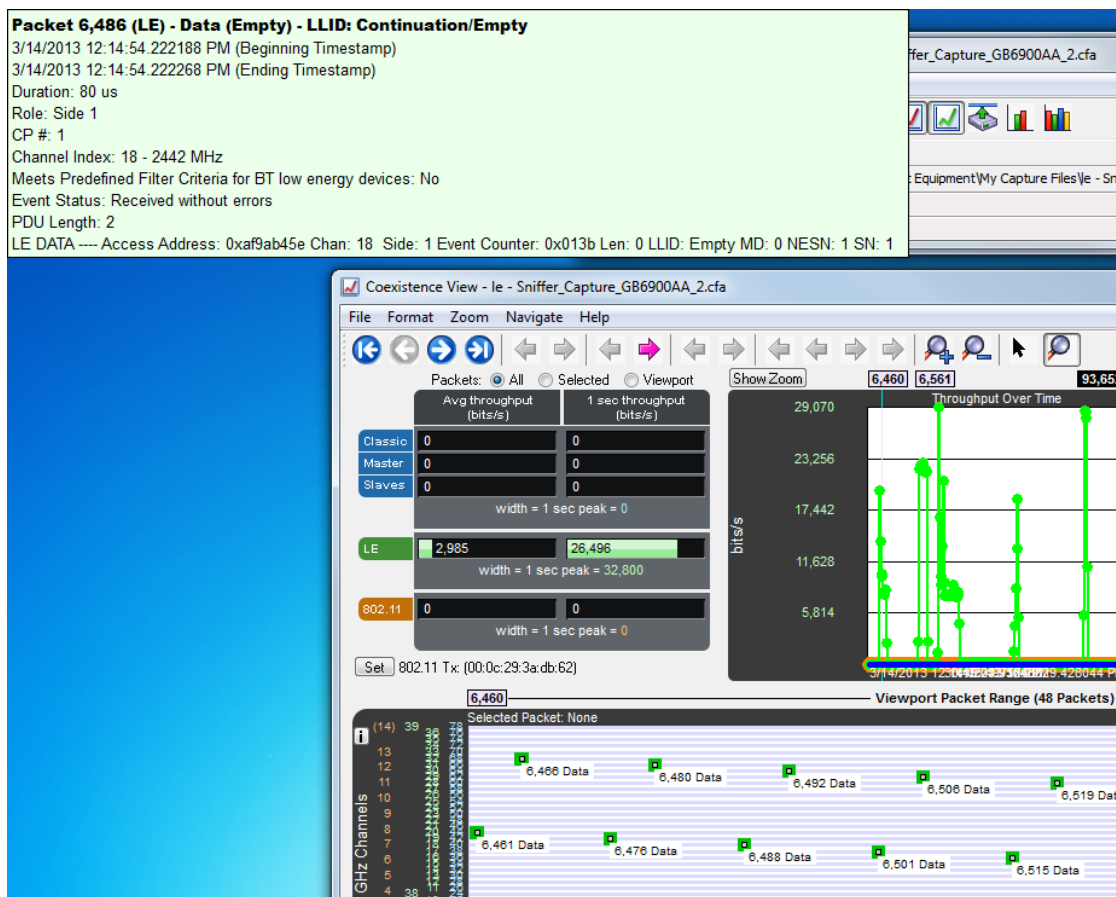 Packet 6,486 (LE) - Data (Empty) - LLID: Continuation/Empty
3/14/2013 12:14:54.222188 PM (Beginning Timestamp)
3/14/2013 12:14:54.222268 PM (Ending Timestamp)
Duration: 80 us
Role: Side 1
CP #: 1
Channel Index: 18 - 2442 MHz
Meets Predefined Filter Criteria for BT low energy devices: No
Event Status: Received without errors
PDU Length: 2
LE DATA ---- Access Address: 0xaf9ab45e Chan: 18 Side: 1 Event Counter: 0x013b Len: 0 LLID: Empty MD: 0 NESN: 1 SN: 1
ffer_Capture_GB6900AA_2.cfa
t Equipment\My Capture Files\le - Sn
Coexistence View - le - Sniffer_Capture_GB6900AA_2.cfa
File Format Zoom Navigate Help
Packets: All Selected Viewport
Show Zoom
6,460 6,561 93,652
Avg throughput (bits/s)
1 sec throughput (bits/s)
Classic 0 0
Master 0 0
Slaves 0 0
width = 1 sec peak = 0
LE 2,985 26,496
width = 1 sec peak = 32,800
802.11 0 0
width = 1 sec peak = 0
Set 802.11 Tx: (00:0c:29:3a:db:62)
Throughput Over Time
29,070
23,256
17,442
11,628
5,814
bits/s
3/14/2013
29.428044 P
6,460
Viewport Packet Range (48 Packets)
Selected Packet: None
i
(14) 39 78
13
12
11
10
9
8
7
6
5
4 38
GHz Channels
6,466 Data
6,480 Data
6,492 Data
6,506 Data
6,519 Dat
6,461 Data
6,476 Data
6,488 Data
6,501 Data
6,515 Data